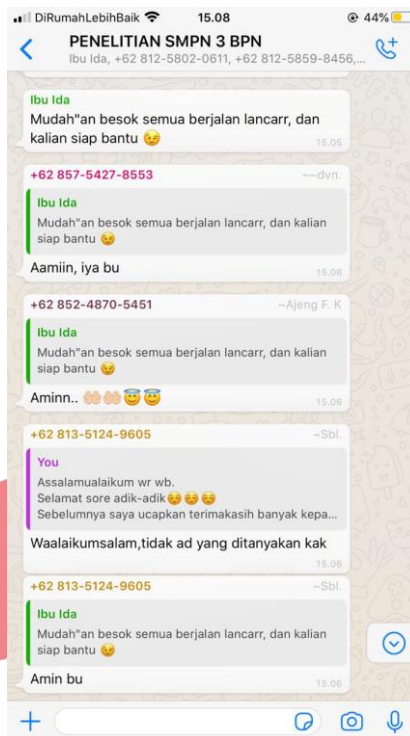 DiRumahLebihBaik 15.08 44%
PENELITIAN SMPN 3 BPN
Ibu Ida, +62 812-5802-0611, +62 812-5859-8456,...
Ibu Ida
Mudah"an besok semua berjalan lancarr, dan
kalian siap bantu 😉
15.05
+62 857-5427-8553 ~~dvn.
Ibu Ida
Mudah"an besok semua berjalan lancarr, dan kalian
siap bantu 😉
Aamiin, iya bu
15.06
+62 852-4870-5451 ~Ajeng F. K
Ibu Ida
Mudah"an besok semua berjalan lancarr, dan kalian
siap bantu 😉
Aminn.. 🤲🏻🤲🏻😇😇
15.06
+62 813-5124-9605 ~Sbl.
You
Assalamualaikum wr wb.
Selamat sore adik-adik☺️☺️☺️
Sebelumnya saya ucapkan terimakasih banyak kepa...
Waalaikumsalam,tidak ad yang ditanyakan kak
15.06
+62 813-5124-9605 ~Sbl.
Ibu Ida
Mudah"an besok semua berjalan lancarr, dan kalian
siap bantu 😉
Amin bu
15.06